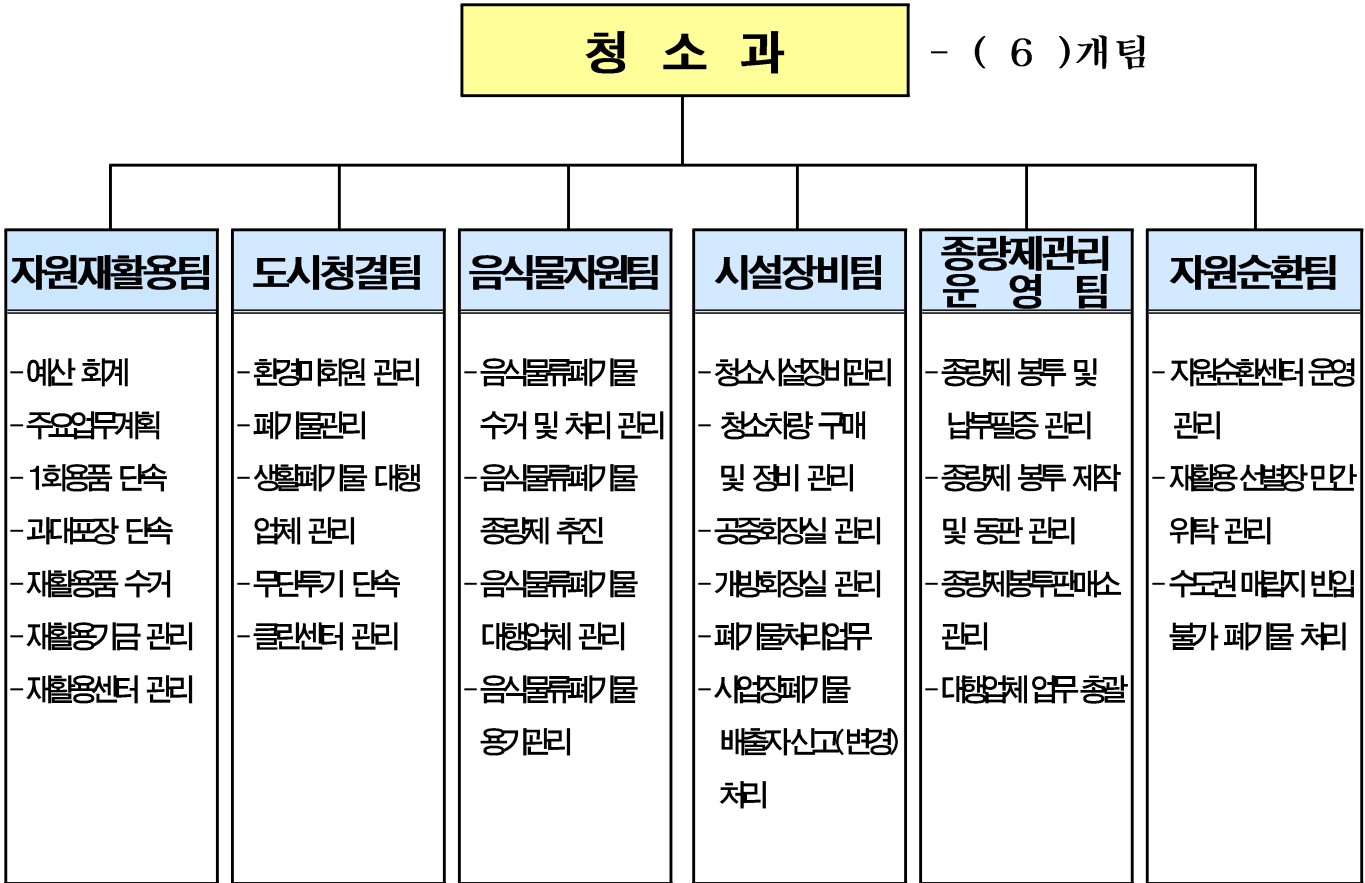 청 소 과
- ( 6 )개팀
자원재활용팀
- 예산 회계
- 주요업무계획
- 1회용품 단속
- 과대포장 단속
- 재활용품 수거
- 재활용기금 관리
- 재활용센터 관리
도시청결팀
- 환경미화원 관리
- 폐기물관리
- 생활폐기물 대행
업체 관리
- 무단투기 단속
- 클린센터 관리
음식물자원팀
- 음식물류폐기물
수거 및 처리 관리
- 음식물류폐기물
종량제 추진
- 음식물류폐기물
대행업체 관리
- 음식물류폐기물
용기관리
시설장비팀
- 청소시설장비관리
- 청소차량 구매
및 정비 관리
- 공중화장실 관리
- 개방화장실 관리
- 폐기물처리업무
- 사업장폐기물
배출자신고(변경)
처리
종량제관리
운 영 팀
- 종량제 봉투 및
납부필증 관리
- 종량제 봉투 제작
및 동판 관리
- 종량제봉투판매소
관리
- 대행업체 업무 총괄
자원순환팀
- 자원순환센터 운영
관리
- 재활용 선별장 민간
위탁 관리
- 수도권 매립지 반입
불가 폐기물 처리